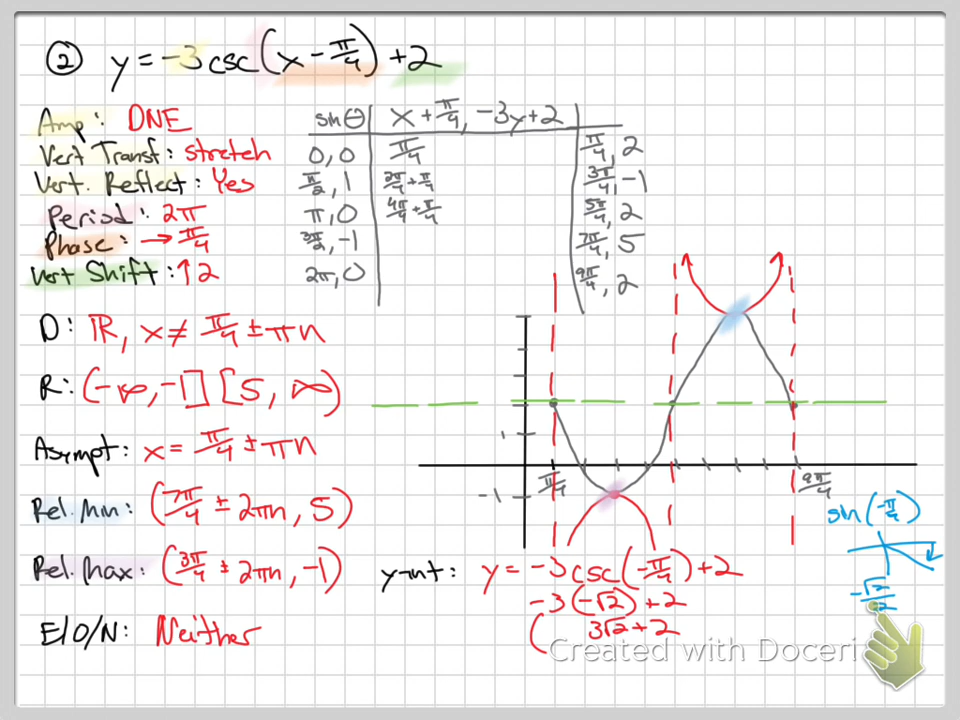 ② y = -3 csc(x - π/4) + 2
Amp: DNE
Vert Transf: stretch
Vert. Reflect: Yes
Period: 2π
Phase: → π/4
Vert Shift: ↑2
sinθ | x + π/4, -3y+2 |
0, 0 | π/4 | π/4, 2
π/2, 1 | 2π/4 + π/4 | 3π/4, -1
π, 0 | 4π/4 + π/4 | 5π/4, 2
3π/2, -1 | | 7π/4, 5
2π, 0 | | 9π/4, 2
D: ℝ, x ≠ π/4 ± πn
R: (-∞, -1] [5, ∞)
Asympt: x = π/4 ± πn
Rel. Min: (7π/4 ± 2πn, 5)
Rel. Max: (3π/4 ± 2πn, -1)
E/O/N: Neither
1
-1
π/4
9π/4
y-int: y = -3csc(-π/4) + 2
-3(-√2) + 2
( 3√2 + 2
sin(-π/4)
-√2/2
Created with Doceri